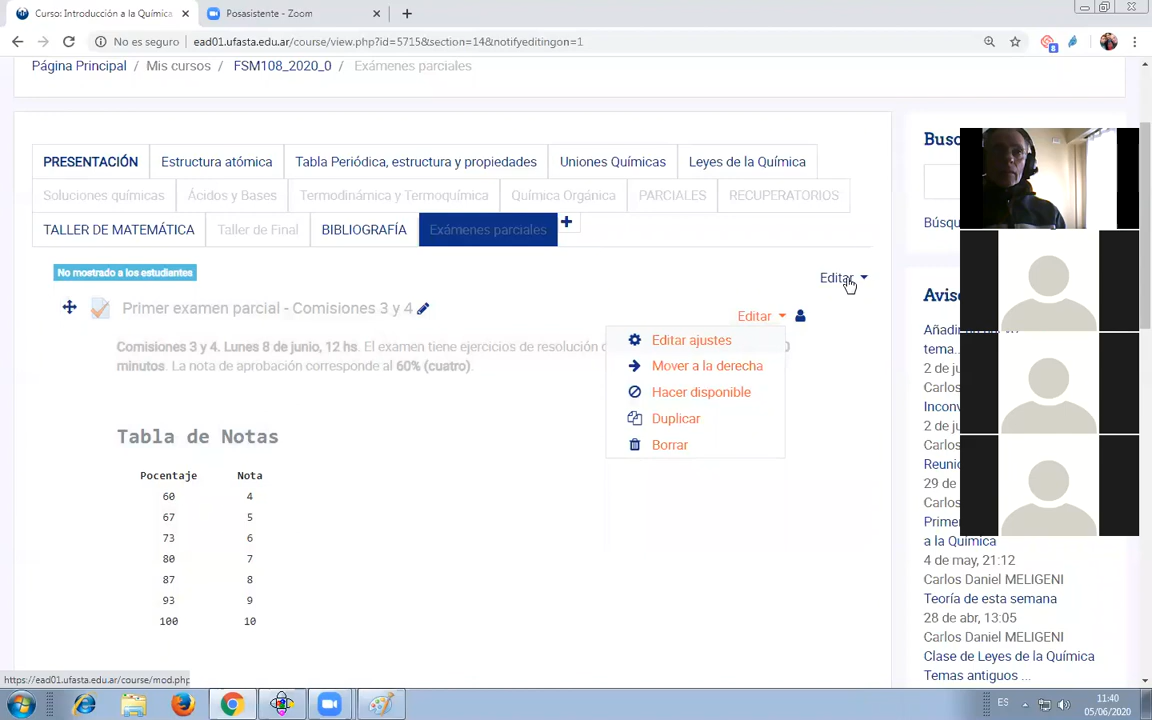 Curso: Introducción a la Química
Posasistente - Zoom
No es seguro
ead01.ufasta.edu.ar/course/view.php?id=5715&section=14&notifyeditingon=1
8
Página Principal / Mis cursos / FSM108_2020_0 / Exámenes parciales
PRESENTACIÓN
Estructura atómica
Tabla Periódica, estructura y propiedades
Uniones Químicas
Leyes de la Química
Soluciones químicas
Ácidos y Bases
Termodinámica y Termoquímica
Química Orgánica
PARCIALES
RECUPERATORIOS
TALLER DE MATEMÁTICA
Taller de Final
BIBLIOGRAFÍA
Exámenes parciales
No mostrado a los estudiantes
Editar
Primer examen parcial - Comisiones 3 y 4
Editar
Comisiones 3 y 4. Lunes 8 de junio, 12 hs. El examen tiene ejercicios de resolución
minutos. La nota de aprobación corresponde al 60% (cuatro).
Editar ajustes
Mover a la derecha
Hacer disponible
Duplicar
Borrar
Tabla de Notas
Pocentaje Nota
60 4
67 5
73 6
80 7
87 8
93 9
100 10
Añadir
tema...
2 de
Carlos
2 de
Carlos
29 de
Carlos
a la Química
4 de may, 21:12
Carlos Daniel MELIGENI
Teoría de esta semana
28 de abr, 13:05
Carlos Daniel MELIGENI
Clase de Leyes de la Química
Temas antiguos ...
https://ead01.ufasta.edu.ar/course/mod.php
ES
11:40
05/06/2020